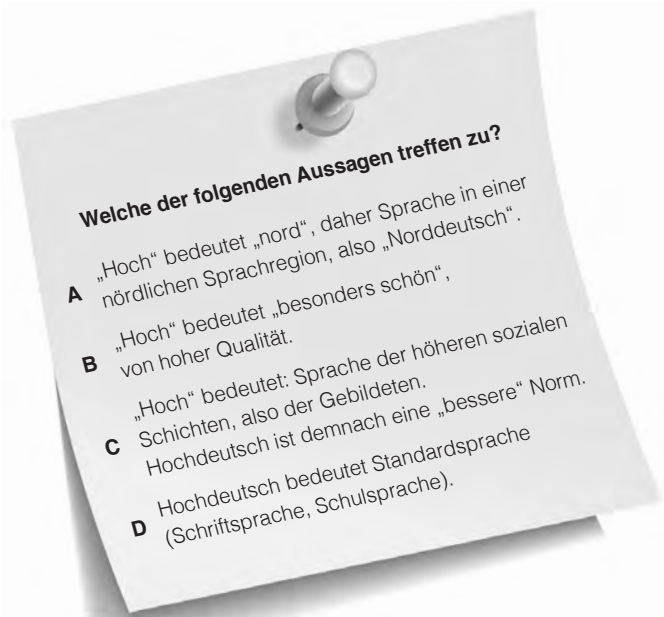 Welche der folgenden Aussagen treffen zu?
A „Hoch“ bedeutet „nord“, daher Sprache in einer
nördlichen Sprachregion, also „Norddeutsch“.
B „Hoch“ bedeutet „besonders schön“,
von hoher Qualität.
C „Hoch“ bedeutet: Sprache der höheren sozialen
Schichten, also der Gebildeten.
Hochdeutsch ist demnach eine „bessere“ Norm.
D Hochdeutsch bedeutet Standardsprache
(Schriftsprache, Schulsprache).